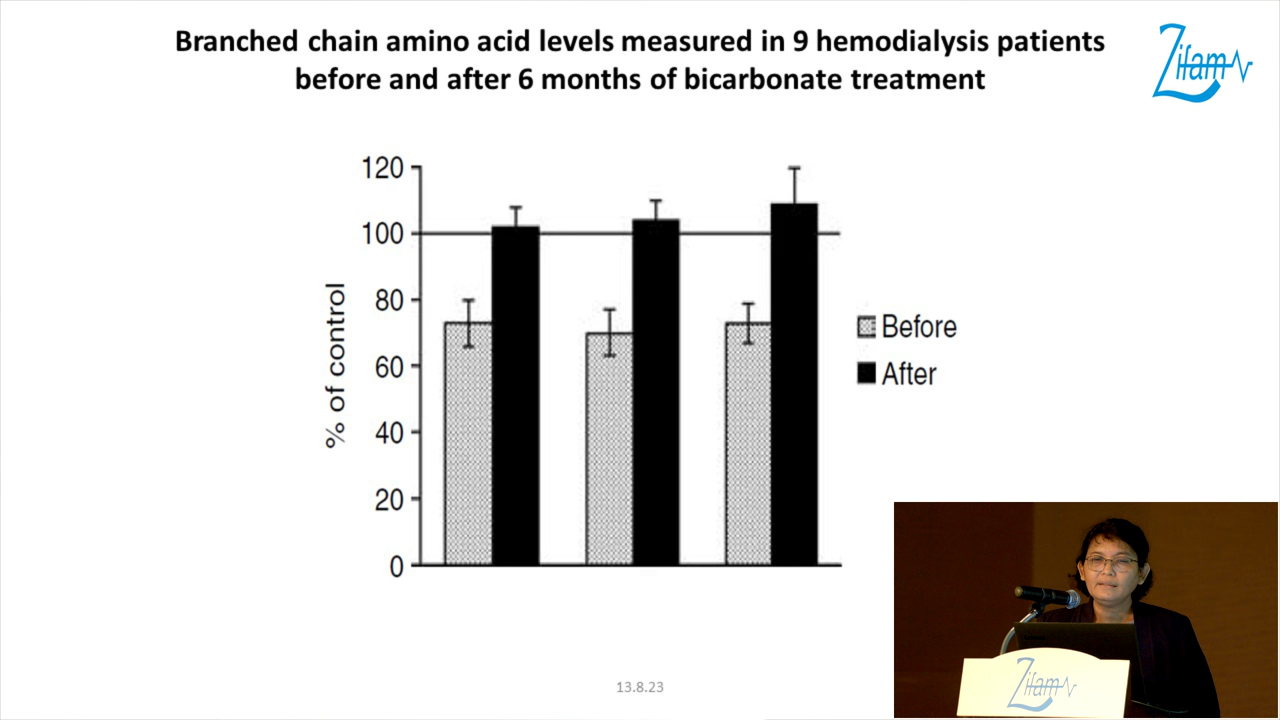 Branched chain amino acid levels measured in 9 hemodialysis patients
before and after 6 months of bicarbonate treatment
Zifam
120
100
80
60
40
20
0
% of control
Before
After
13.8.23
Zifam